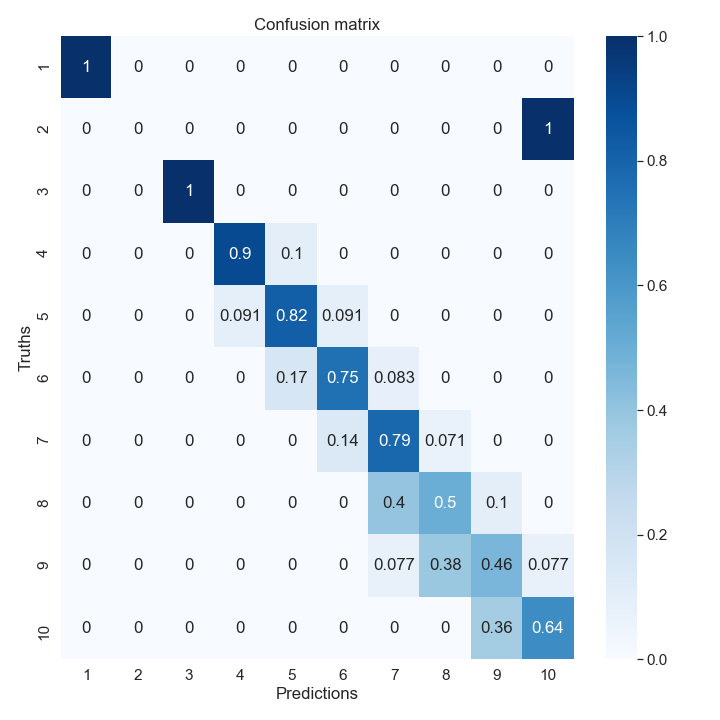 Confusion matrix
1 1 0 0 0 0 0 0 0 0 0
2 0 0 0 0 0 0 0 0 0 1
3 0 0 1 0 0 0 0 0 0 0
4 0 0 0 0.9 0.1 0 0 0 0 0
5 0 0 0 0.091 0.82 0.091 0 0 0 0
6 0 0 0 0 0.17 0.75 0.083 0 0 0
7 0 0 0 0 0 0.14 0.79 0.071 0 0
8 0 0 0 0 0 0 0.4 0.5 0.1 0
9 0 0 0 0 0 0 0.077 0.38 0.46 0.077
10 0 0 0 0 0 0 0 0 0.36 0.64
1 2 3 4 5 6 7 8 9 10
Predictions
Truths
1.0
0.8
0.6
0.4
0.2
0.0